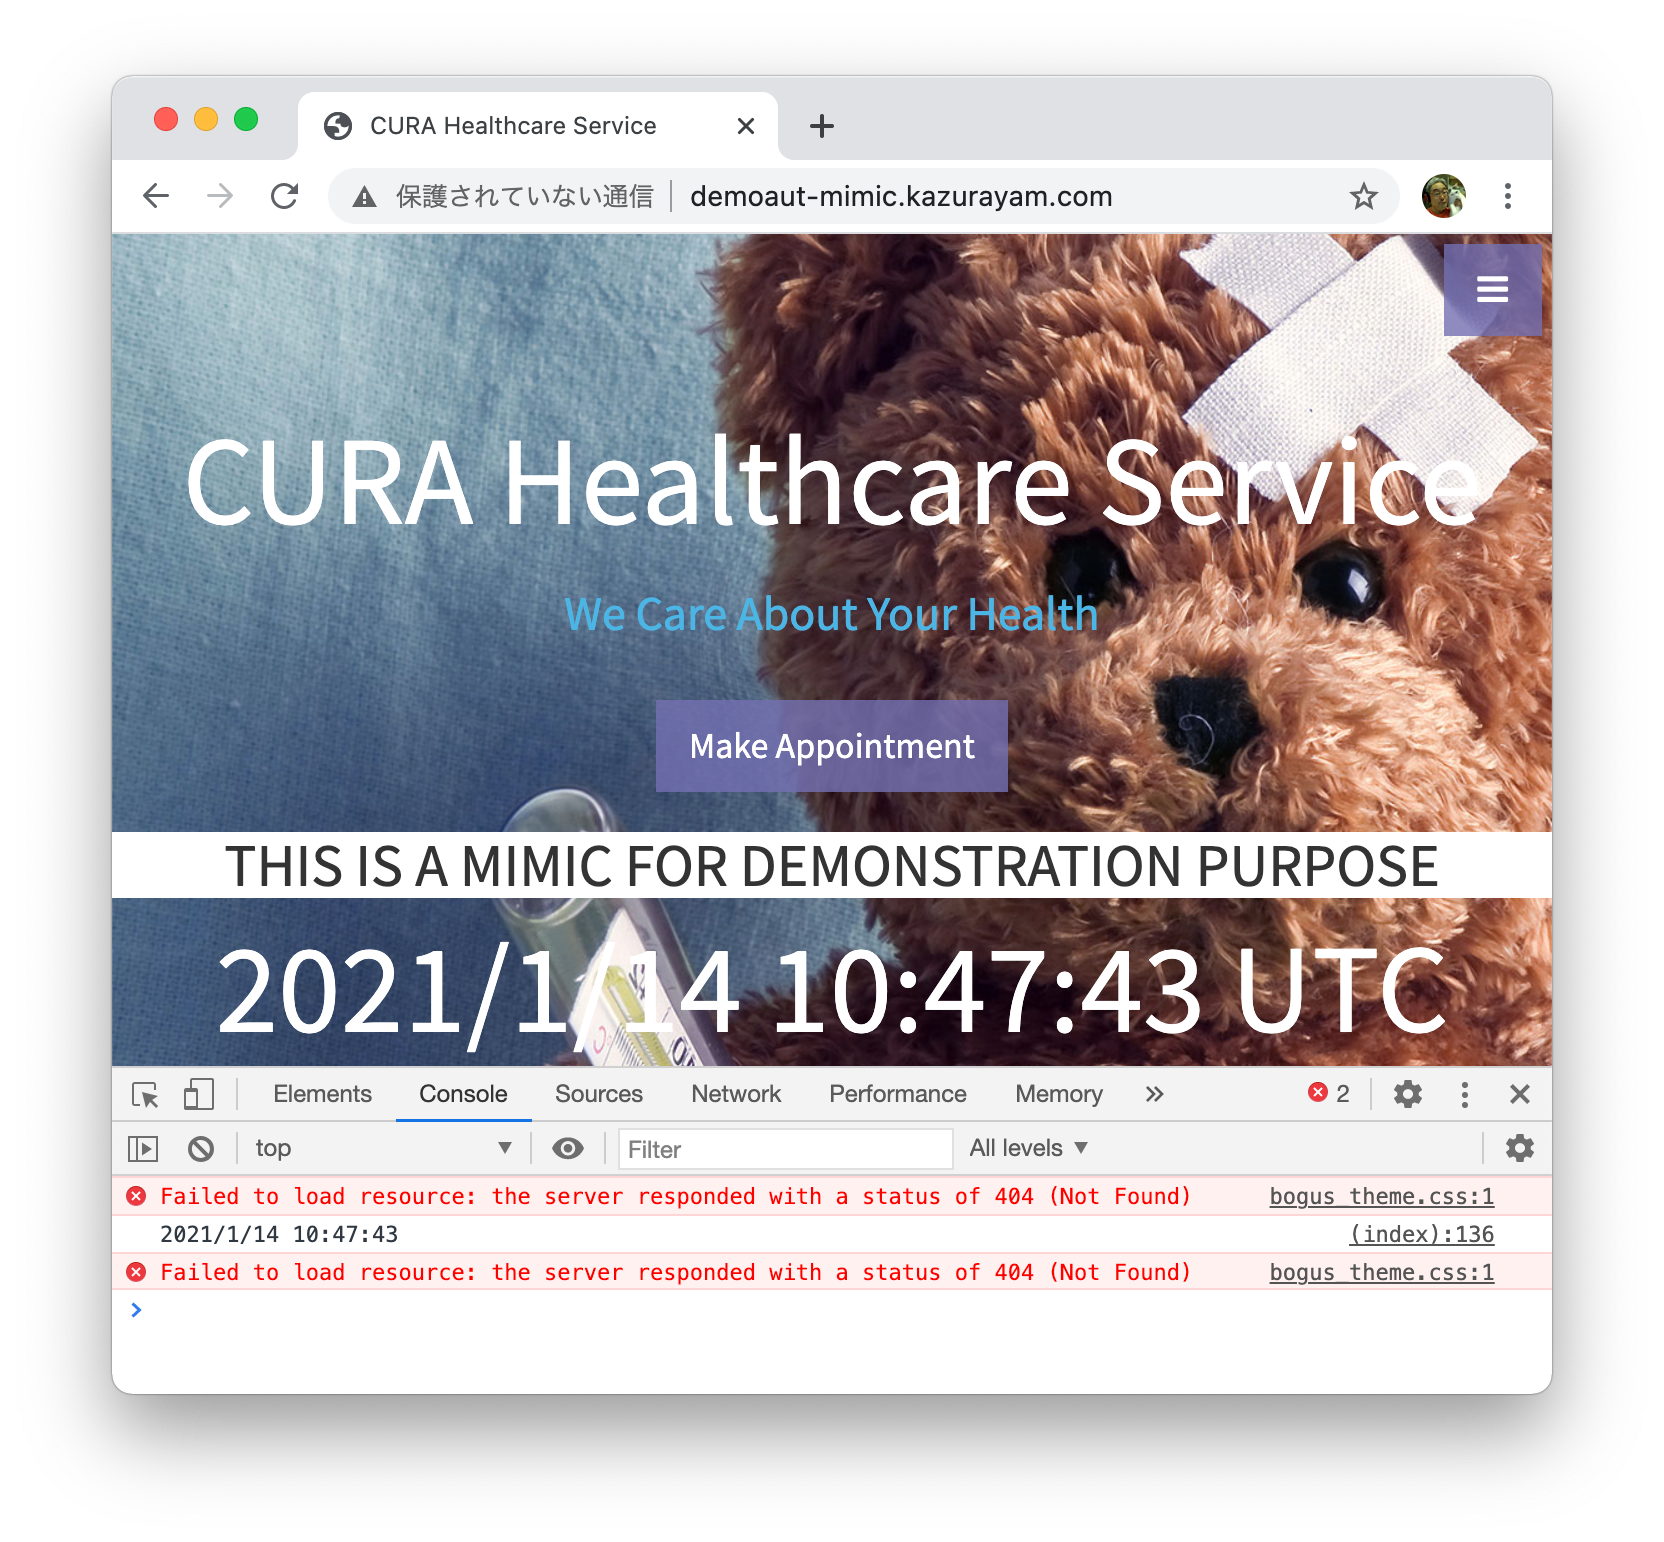 CURA Healthcare Service
保護されていない通信 demoaut-mimic.kazurayam.com
CURA Healthcare Service
We Care About Your Health
Make Appointment
THIS IS A MIMIC FOR DEMONSTRATION PURPOSE
2021/1/14 10:47:43 UTC
Elements Console Sources Network Performance Memory 2
top Filter All levels
Failed to load resource: the server responded with a status of 404 (Not Found) bogus_theme.css:1
2021/1/14 10:47:43 (index):136
Failed to load resource: the server responded with a status of 404 (Not Found) bogus_theme.css:1